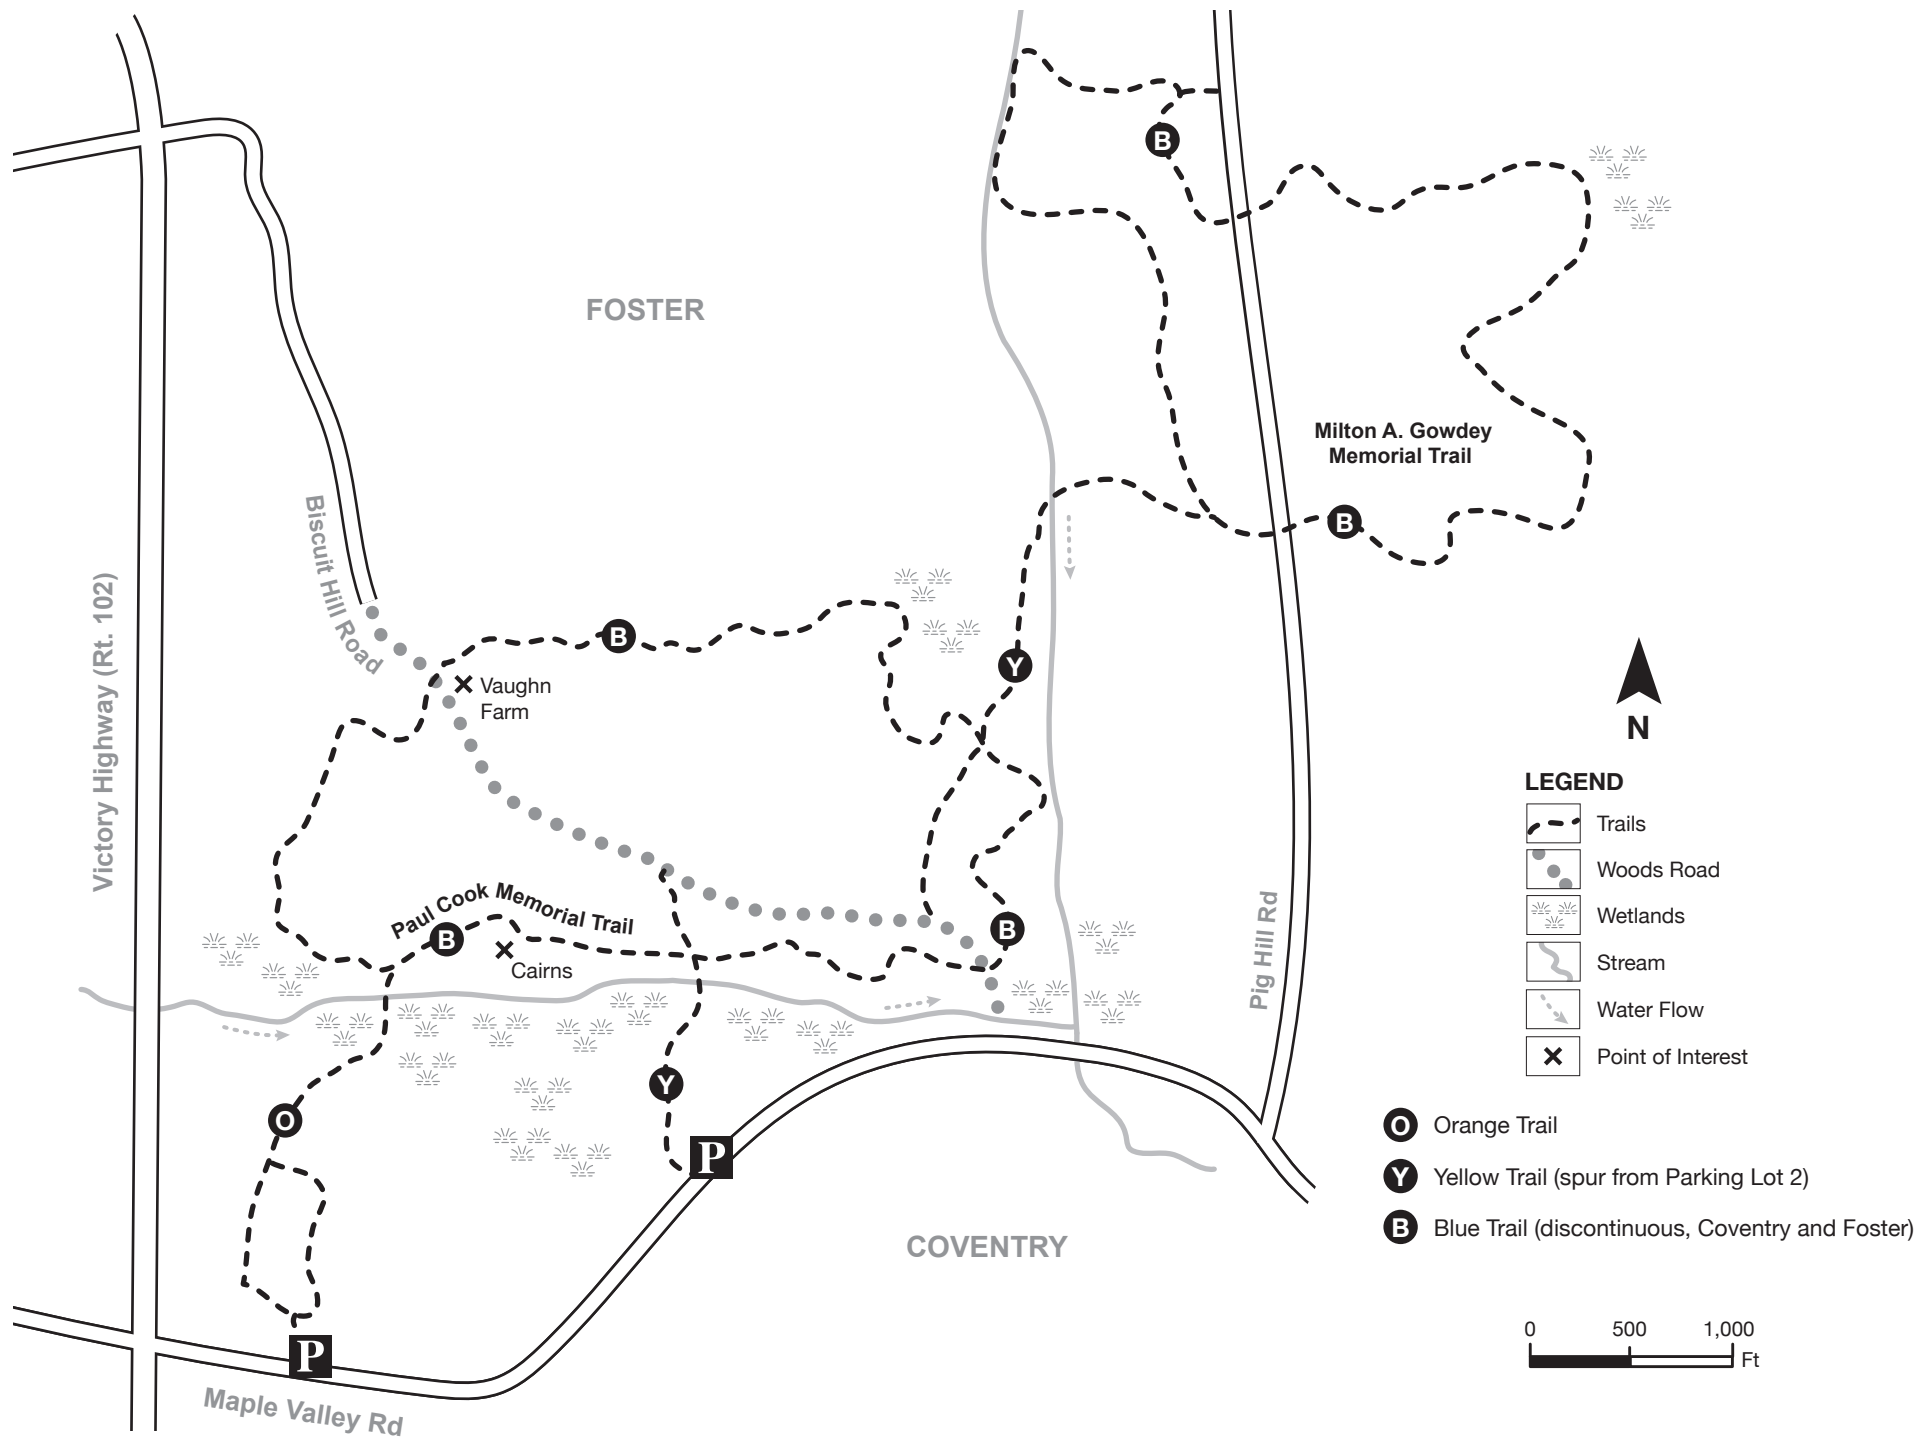 B
FOSTER
Milton A. Gowdey
Memorial Trail
B
Biscuit Hill Road
Victory Highway (Rt. 102)
B
Y
Vaughn
Farm
N
LEGEND
Trails
Woods Road
Wetlands
Stream
Water Flow
Point of Interest
Paul Cook Memorial Trail
B
B
Cairns
Pig Hill Rd
Y
O
P
P
COVENTRY
Maple Valley Rd
O Orange Trail
Y Yellow Trail (spur from Parking Lot 2)
B Blue Trail (discontinuous, Coventry and Foster)
0 500 1,000
Ft